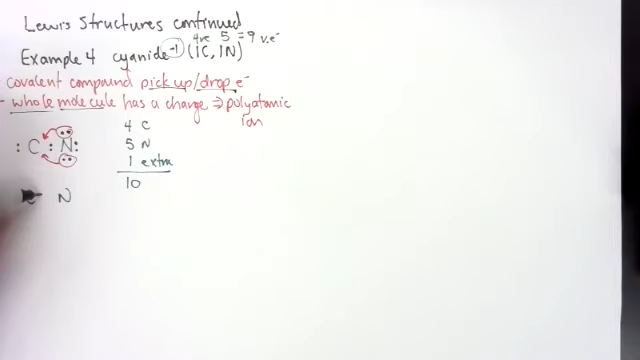 Lewis Structures continued
4ve 5 = 9 v.e⁻
Example 4 cyanide⁻¹ (1C, 1N)
covalent compound pick up/drop e⁻
- whole molecule has a charge ⇒ polyatomic
ion
4 C
: C : N:
5 N
1 extra
10
N